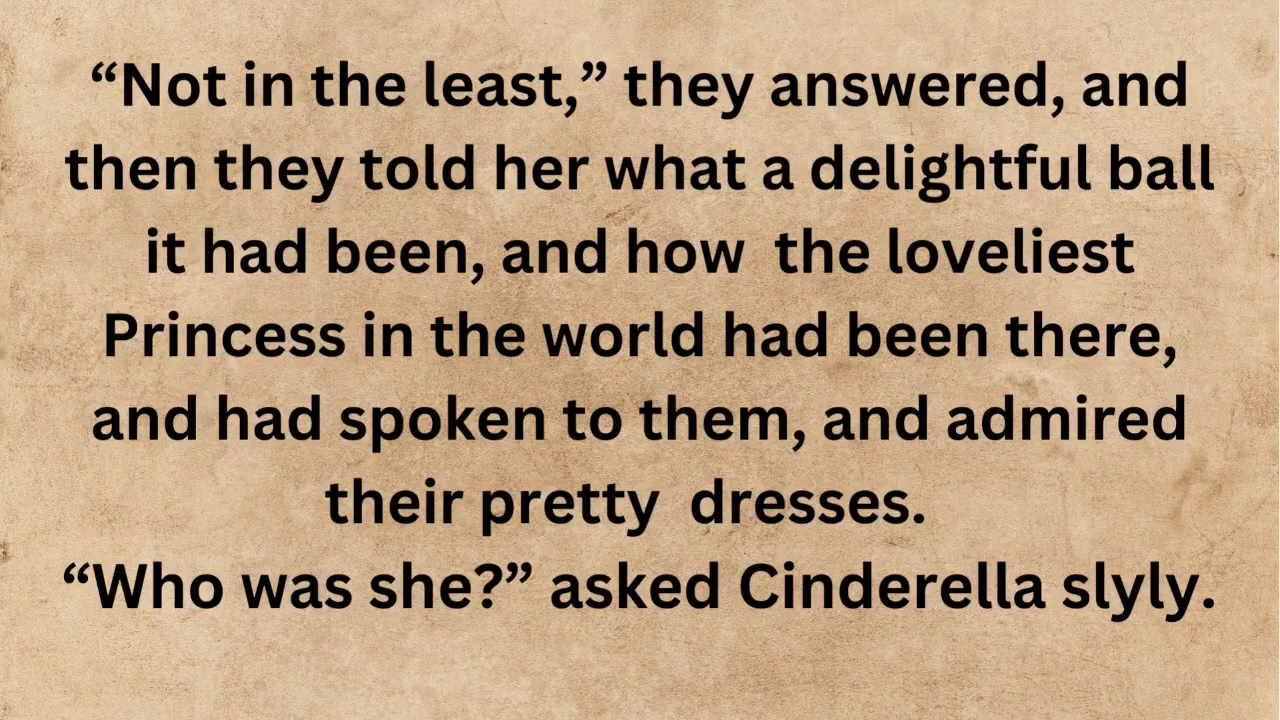 “Not in the least,” they answered, and
then they told her what a delightful ball
it had been, and how  the loveliest
Princess in the world had been there,
and had spoken to them, and admired
their pretty  dresses.
“Who was she?” asked Cinderella slyly.